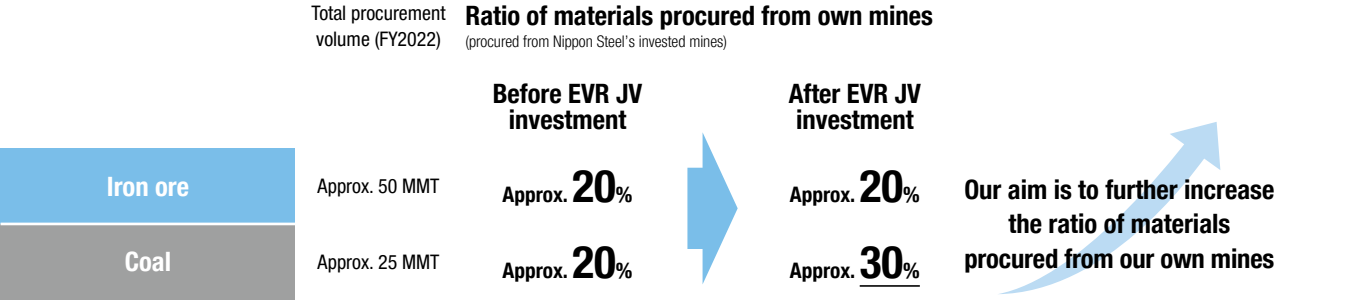 Total procurement
volume (FY2022)
Ratio of materials procured from own mines
(procured from Nippon Steel's invested mines)
Before EVR JV
investment
After EVR JV
investment
Iron ore
Approx. 50 MMT
Approx. 20%
Approx. 20%
Coal
Approx. 25 MMT
Approx. 20%
Approx. 30%
Our aim is to further increase
the ratio of materials
procured from our own mines